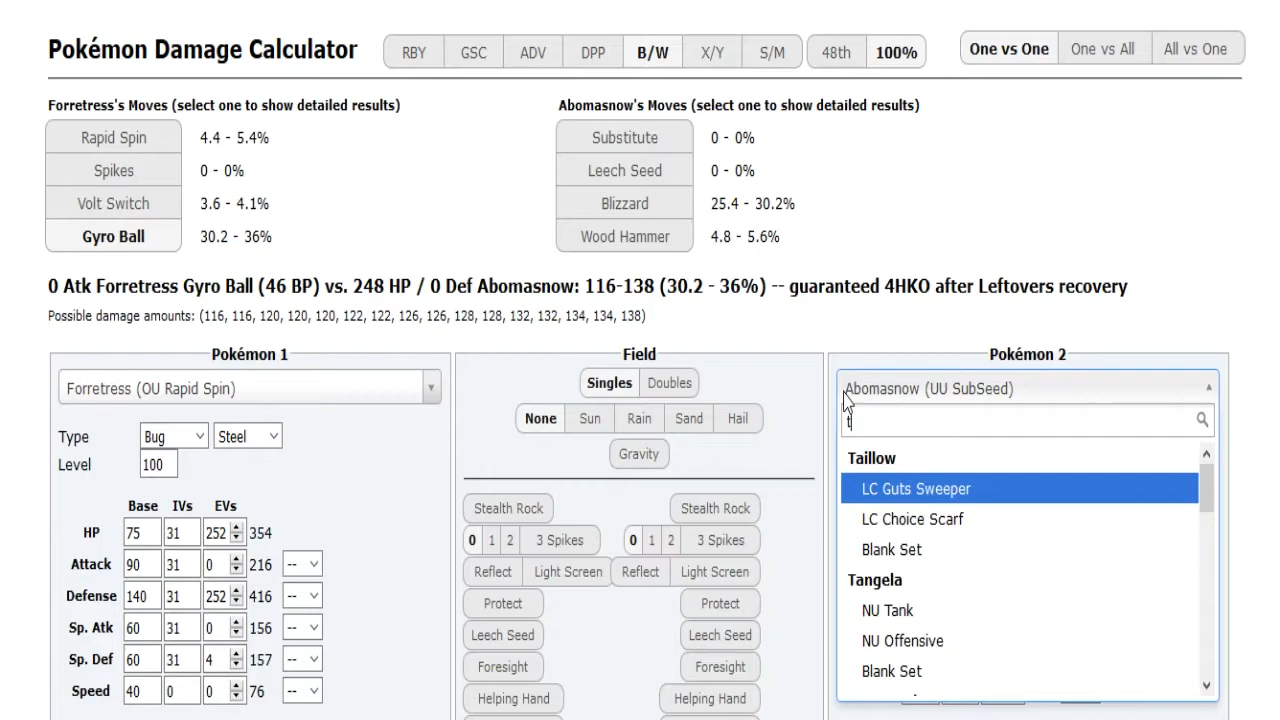 Pokémon Damage Calculator
RBY GSC ADV DPP B/W X/Y S/M 48th 100% One vs One One vs All All vs One
Forretress's Moves (select one to show detailed results)
Rapid Spin 4.4 - 5.4%
Spikes 0 - 0%
Volt Switch 3.6 - 4.1%
Gyro Ball 30.2 - 36%
Abomasnow's Moves (select one to show detailed results)
Substitute 0 - 0%
Leech Seed 0 - 0%
Blizzard 25.4 - 30.2%
Wood Hammer 4.8 - 5.6%
0 Atk Forretress Gyro Ball (46 BP) vs. 248 HP / 0 Def Abomasnow: 116-138 (30.2 - 36%) -- guaranteed 4HKO after Leftovers recovery
Possible damage amounts: (116, 116, 120, 120, 120, 122, 122, 126, 126, 128, 128, 132, 132, 134, 134, 138)
Pokémon 1
Forretress (OU Rapid Spin)
Type Bug Steel
Level 100
Base IVs EVs
HP 75 31 252 354
Attack 90 31 0 216 --
Defense 140 31 252 416 --
Sp. Atk 60 31 0 156 --
Sp. Def 60 31 4 157 --
Speed 40 0 0 76 --
Field
Singles Doubles
None Sun Rain Sand Hail
Gravity
Stealth Rock Stealth Rock
0 1 2 3 Spikes 0 1 2 3 Spikes
Reflect Light Screen Reflect Light Screen
Protect Protect
Leech Seed Leech Seed
Foresight Foresight
Helping Hand Helping Hand
Pokémon 2
Abomasnow (UU SubSeed)
t
Taillow
LC Guts Sweeper
LC Choice Scarf
Blank Set
Tangela
NU Tank
NU Offensive
Blank Set